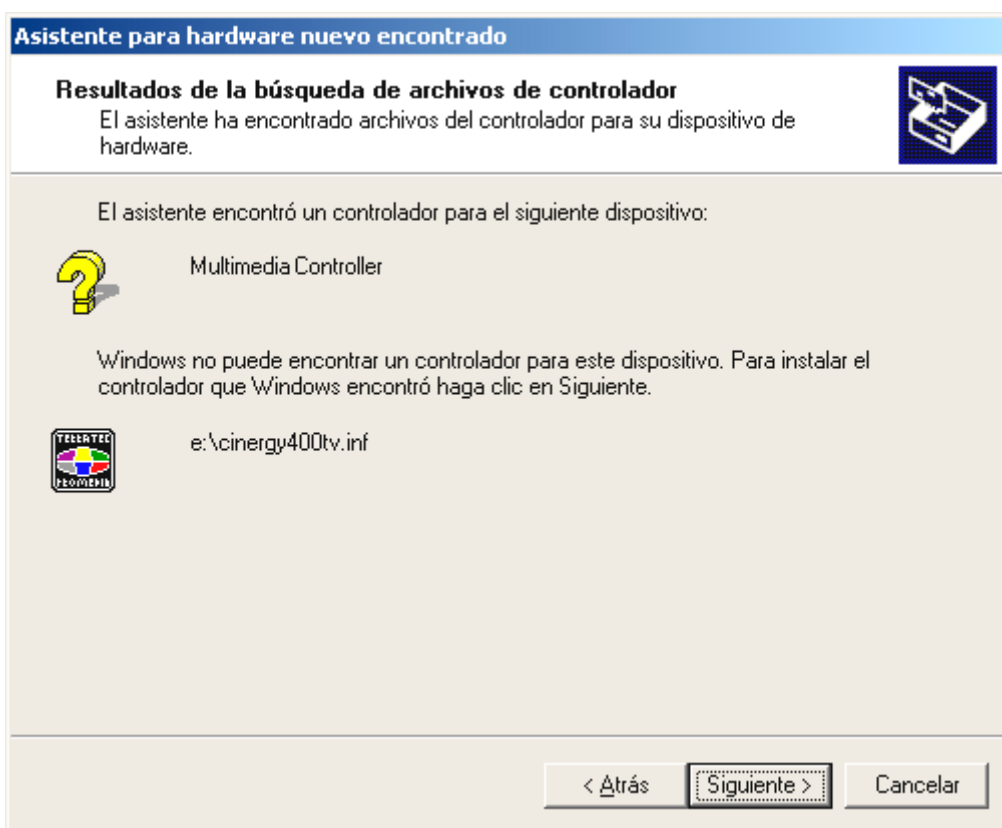 Asistente para hardware nuevo encontrado
Resultados de la búsqueda de archivos de controlador
El asistente ha encontrado archivos del controlador para su dispositivo de
hardware.
El asistente encontró un controlador para el siguiente dispositivo:
Multimedia Controller
Windows no puede encontrar un controlador para este dispositivo. Para instalar el
controlador que Windows encontró haga clic en Siguiente.
TERRATEC
PROMEDIA
e:\cinergy400tv.inf
< Atrás
Siguiente >
Cancelar